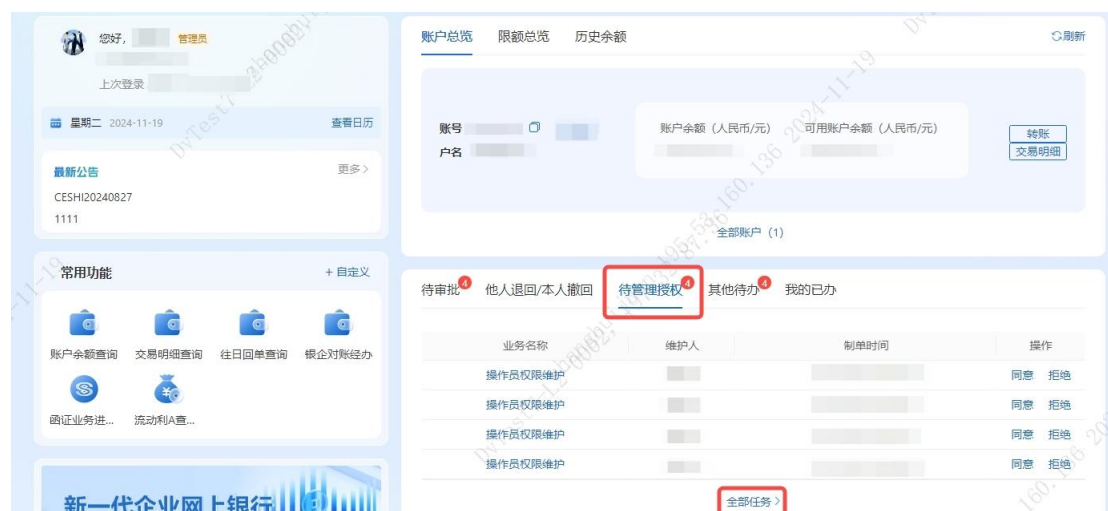 您好， 管理员
上次登录
星期二 2024-11-19 查看日历
最新公告 更多>
CESHI20240827
1111
常用功能 + 自定义
账户余额查询 交易明细查询 往日回单查询 银企对账经办
函证业务进... 流动利A查...
新一代企业网上银行
账户总览 限额总览 历史余额 刷新
账号 账户余额（人民币/元） 可用账户余额（人民币/元） 转账
户名 交易明细
全部账户（1）
待审批 4 他人退回/本人撤回 待管理授权 4 其他待办 4 我的已办
业务名称 维护人 制单时间 操作
操作员权限维护 同意 拒绝
操作员权限维护 同意 拒绝
操作员权限维护 同意 拒绝
操作员权限维护 同意 拒绝
全部任务>